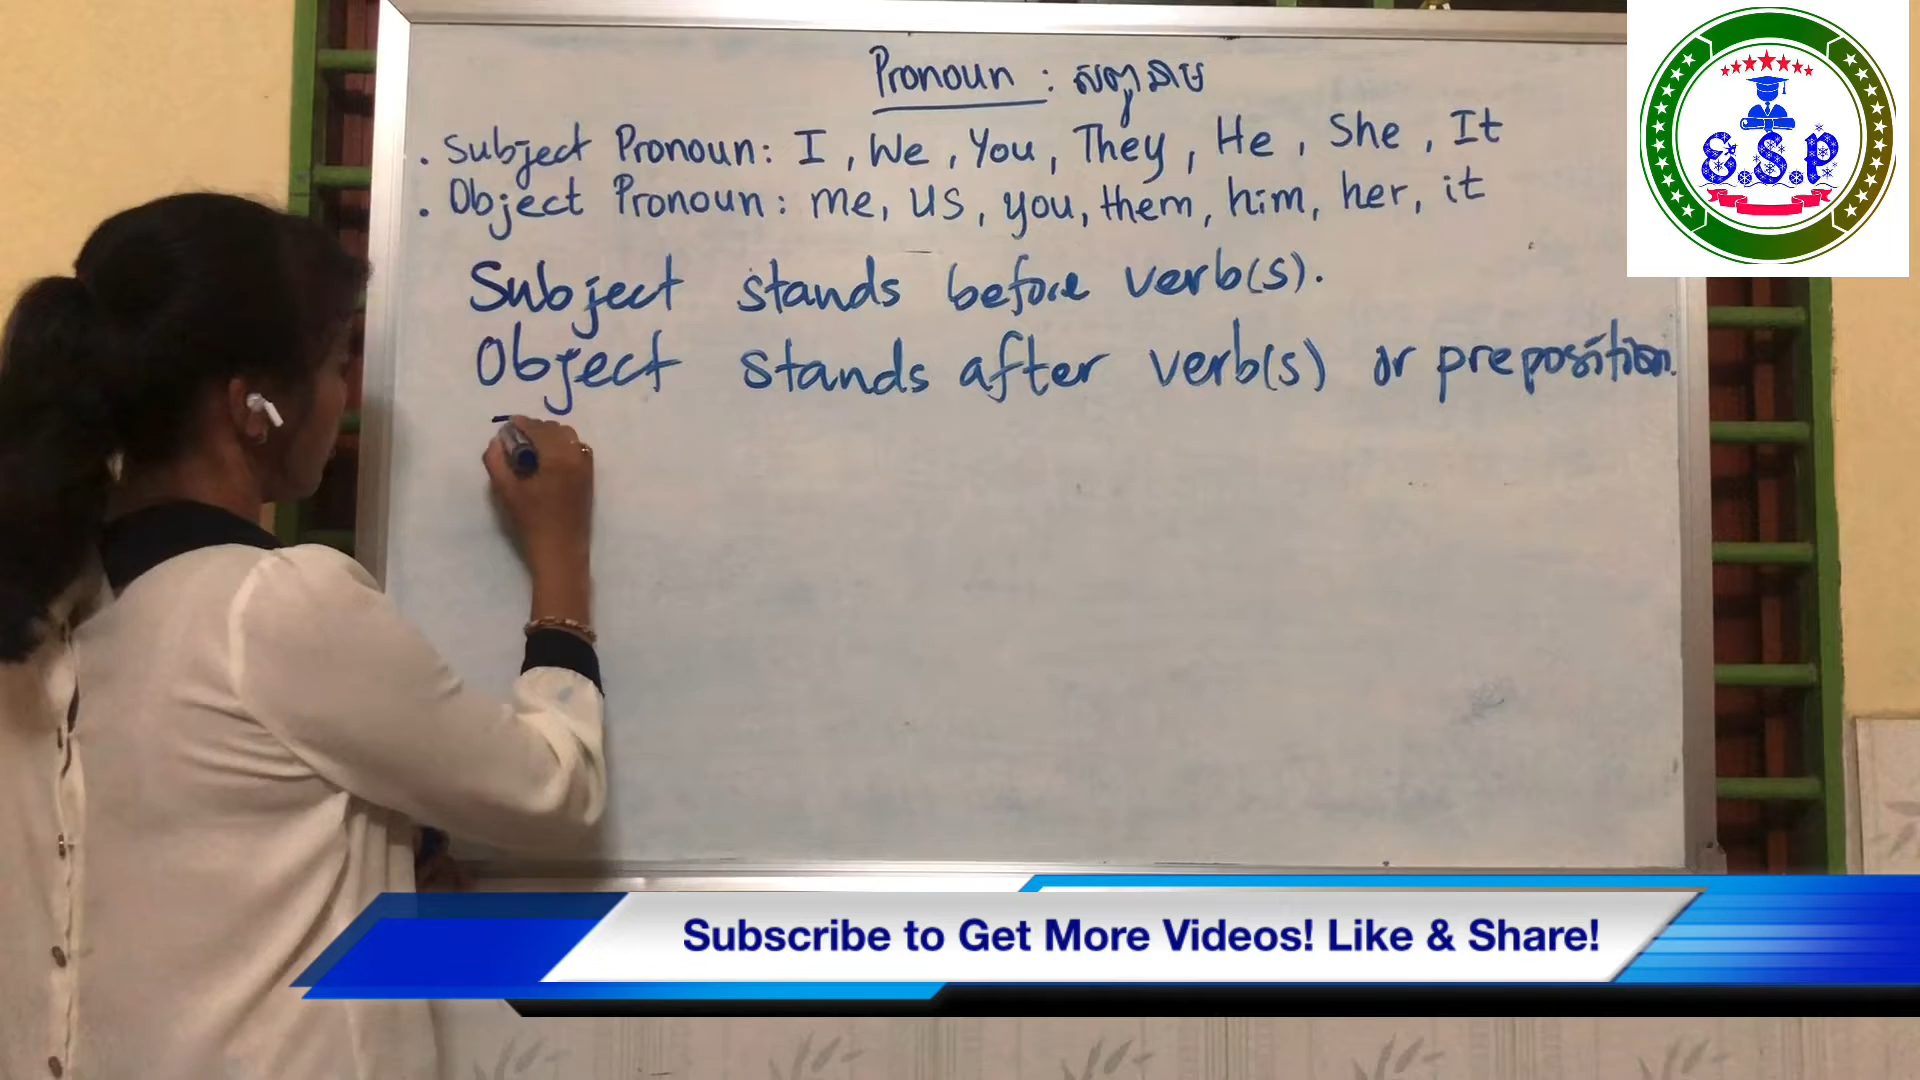 Pronoun : សព្វនាម
. Subject Pronoun: I , We , You , They , He , She , It
. Object Pronoun: me, us, you, them, him, her, it
Subject stands before verb(s).
Object stands after verb(s) or preposition.
E.S.P
Subscribe to Get More Videos! Like & Share!